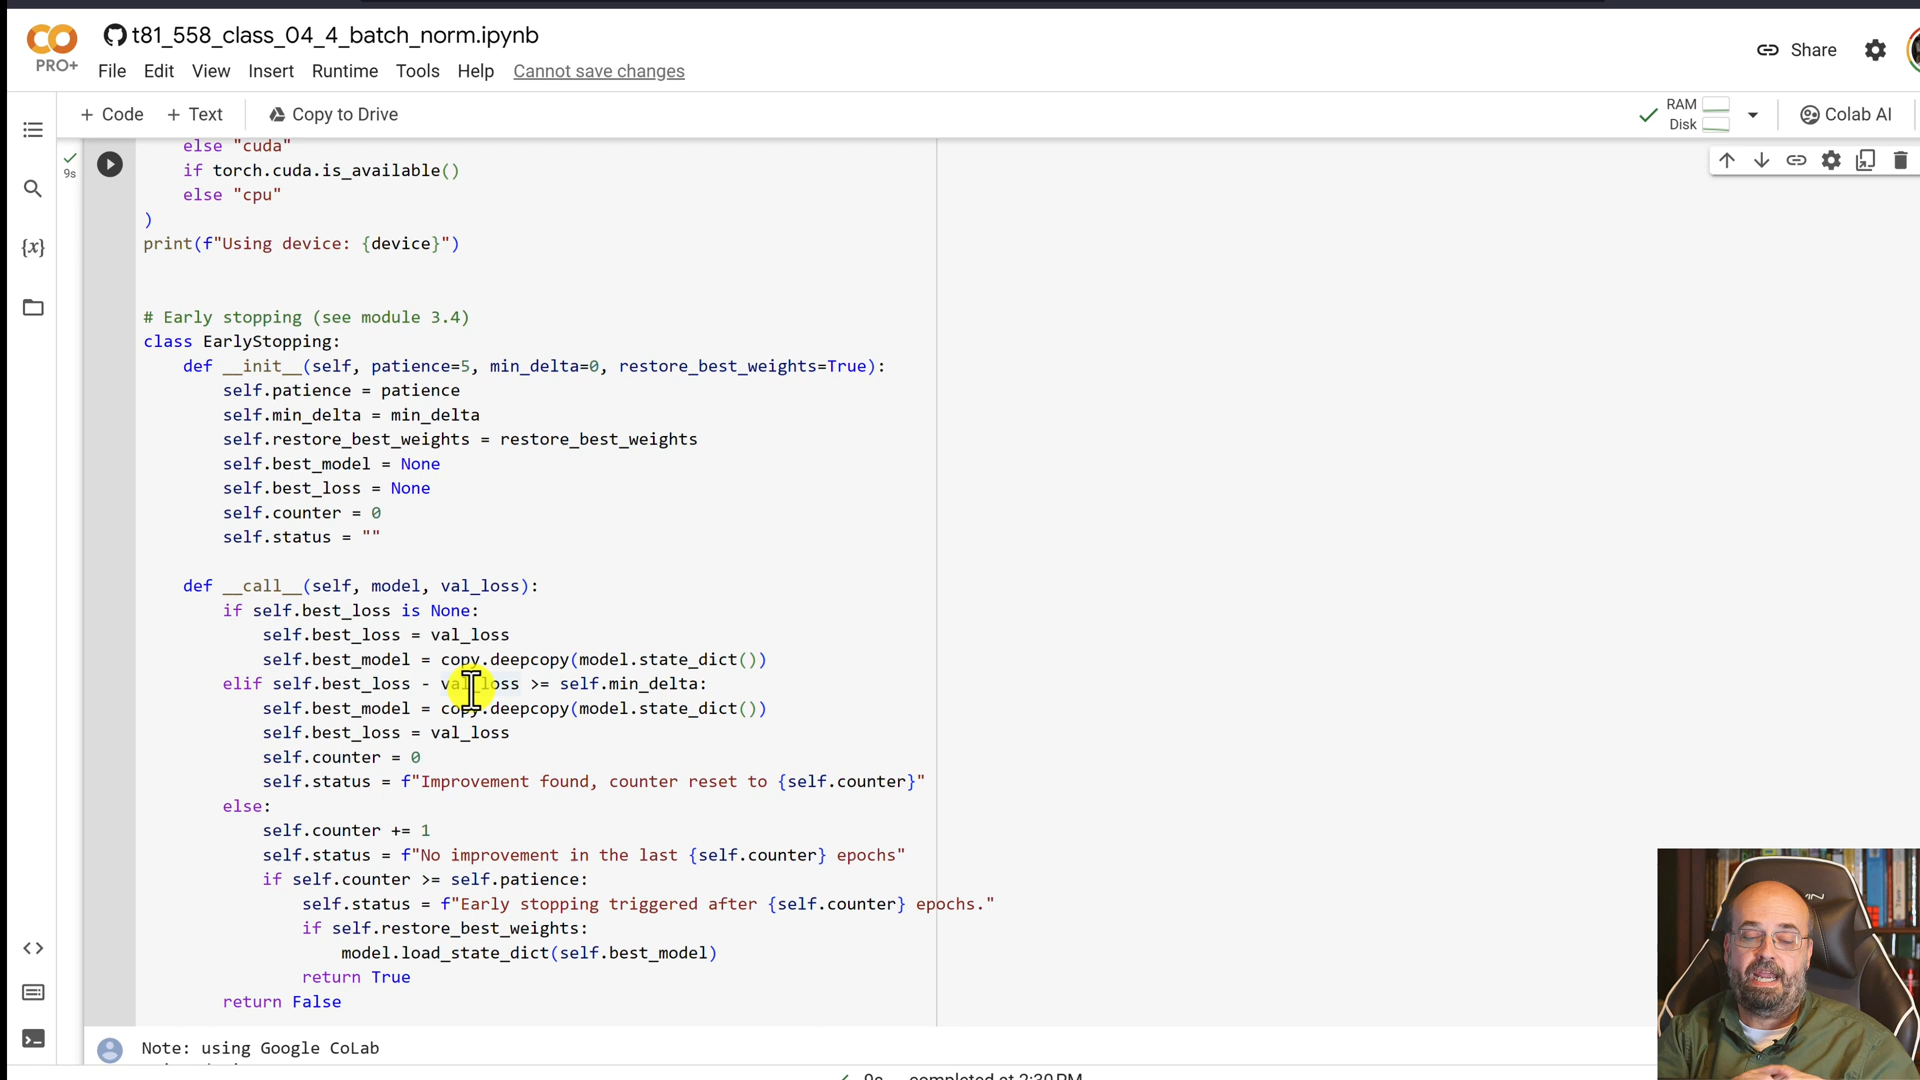 t81_558_class_04_4_batch_norm.ipynb
PRO+
File Edit View Insert Runtime Tools Help Cannot save changes
Share
+ Code + Text Copy to Drive
RAM
Disk
Colab AI
9s
else "cuda"
if torch.cuda.is_available()
else "cpu"
)
print(f"Using device: {device}")
# Early stopping (see module 3.4)
class EarlyStopping:
def __init__(self, patience=5, min_delta=0, restore_best_weights=True):
self.patience = patience
self.min_delta = min_delta
self.restore_best_weights = restore_best_weights
self.best_model = None
self.best_loss = None
self.counter = 0
self.status = ""
def __call__(self, model, val_loss):
if self.best_loss is None:
self.best_loss = val_loss
self.best_model = copy.deepcopy(model.state_dict())
elif self.best_loss - val_loss >= self.min_delta:
self.best_model = copy.deepcopy(model.state_dict())
self.best_loss = val_loss
self.counter = 0
self.status = f"Improvement found, counter reset to {self.counter}"
else:
self.counter += 1
self.status = f"No improvement in the last {self.counter} epochs"
if self.counter >= self.patience:
self.status = f"Early stopping triggered after {self.counter} epochs."
if self.restore_best_weights:
model.load_state_dict(self.best_model)
return True
return False
Note: using Google CoLab
9s completed at 2:30 PM